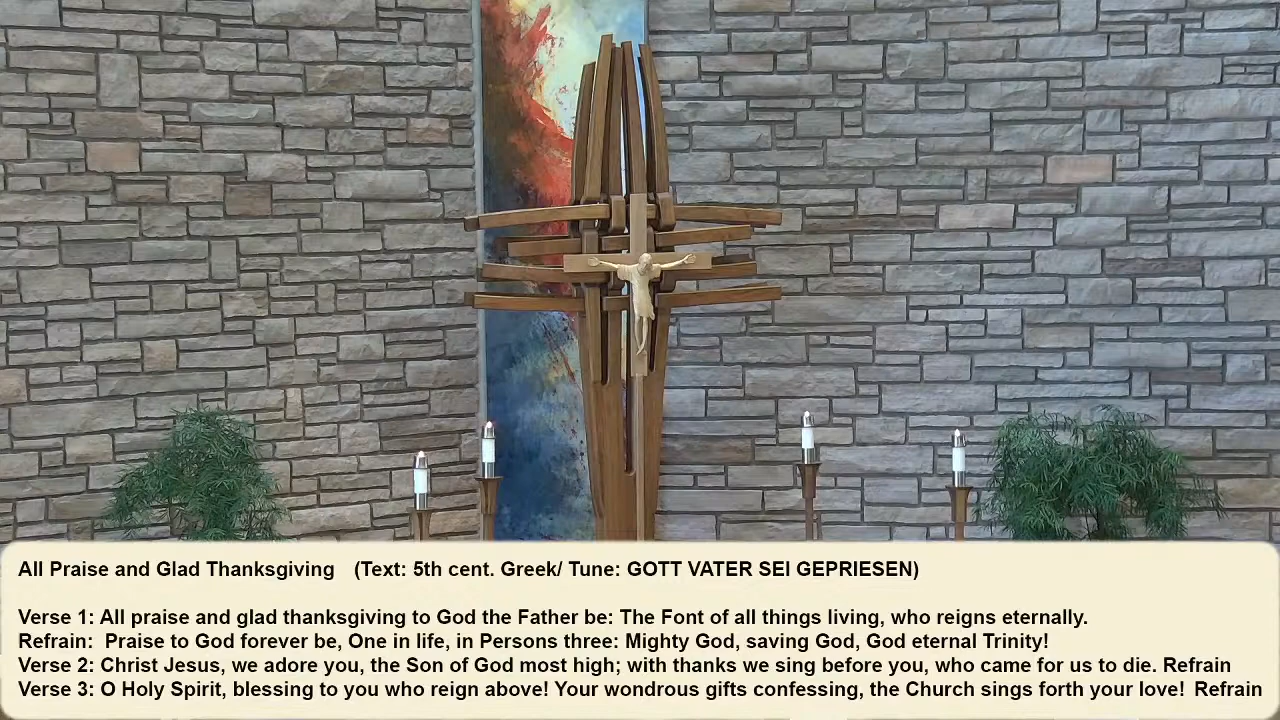 All Praise and Glad Thanksgiving (Text: 5th cent. Greek/ Tune: GOTT VATER SEI GEPRIESEN)
Verse 1: All praise and glad thanksgiving to God the Father be: The Font of all things living, who reigns eternally.
Refrain: Praise to God forever be, One in life, in Persons three: Mighty God, saving God, God eternal Trinity!
Verse 2: Christ Jesus, we adore you, the Son of God most high; with thanks we sing before you, who came for us to die. Refrain
Verse 3: O Holy Spirit, blessing to you who reign above! Your wondrous gifts confessing, the Church sings forth your love! Refrain